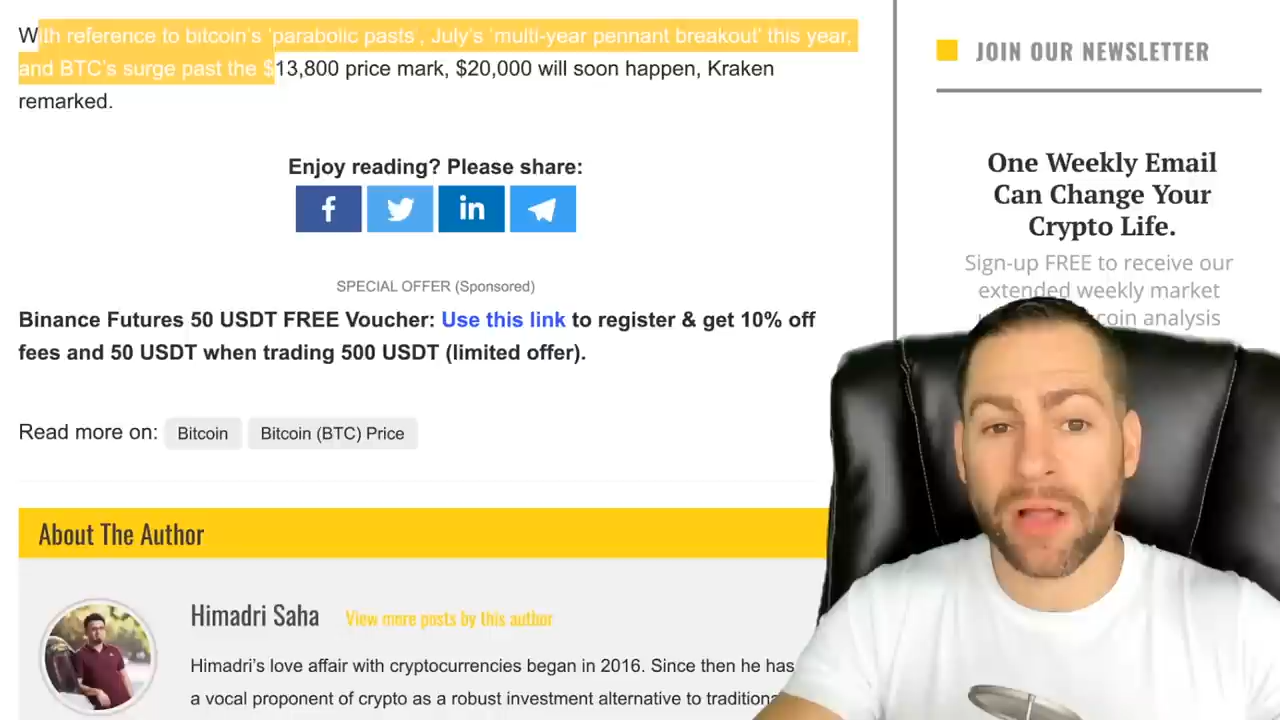 With reference to bitcoin's 'parabolic pasts', July's 'multi-year pennant breakout' this year,
and BTC's surge past the $13,800 price mark, $20,000 will soon happen, Kraken
remarked.
Enjoy reading? Please share:
f
in
SPECIAL OFFER (Sponsored)
Binance Futures 50 USDT FREE Voucher: Use this link to register & get 10% off
fees and 50 USDT when trading 500 USDT (limited offer).
Read more on: Bitcoin Bitcoin (BTC) Price
About The Author
Himadri Saha View more posts by this author
Himadri's love affair with cryptocurrencies began in 2016. Since then he has
a vocal proponent of crypto as a robust investment alternative to
JOIN OUR NEWSLETTER
One Weekly Email
Can Change Your
Crypto Life.
Sign-up FREE to receive our
extended weekly market
coin analysis